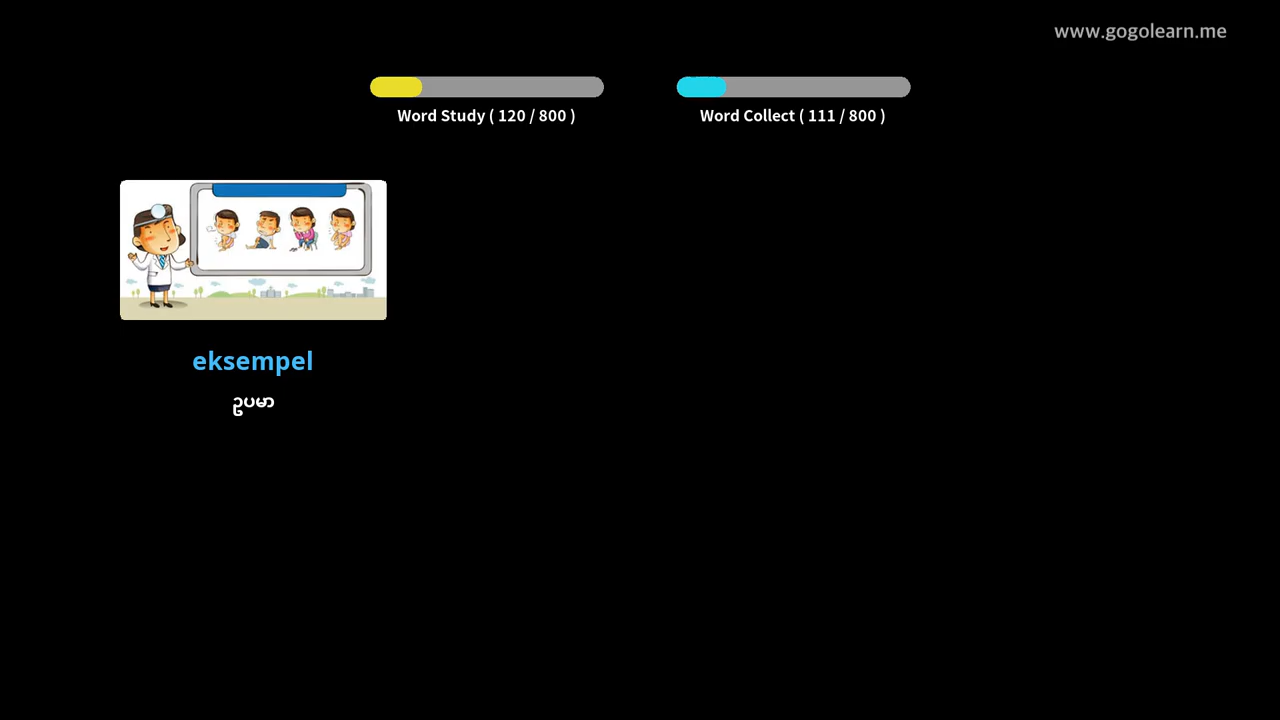 www.gogolearn.me
Word Study ( 120 / 800 )
Word Collect ( 111 / 800 )
eksempel
ဥပမာ